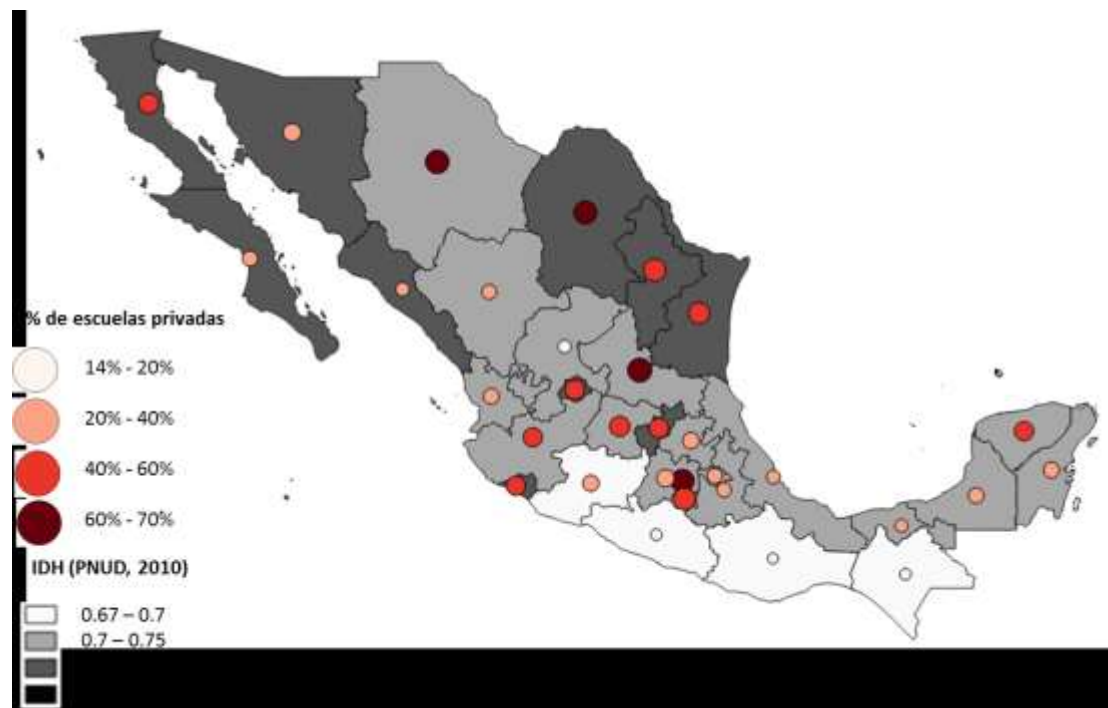 % de escuelas privadas
14% - 20%
20% - 40%
40% - 60%
60% - 70%
IDH (PNUD, 2010)
0.67 – 0.7
0.7 – 0.75